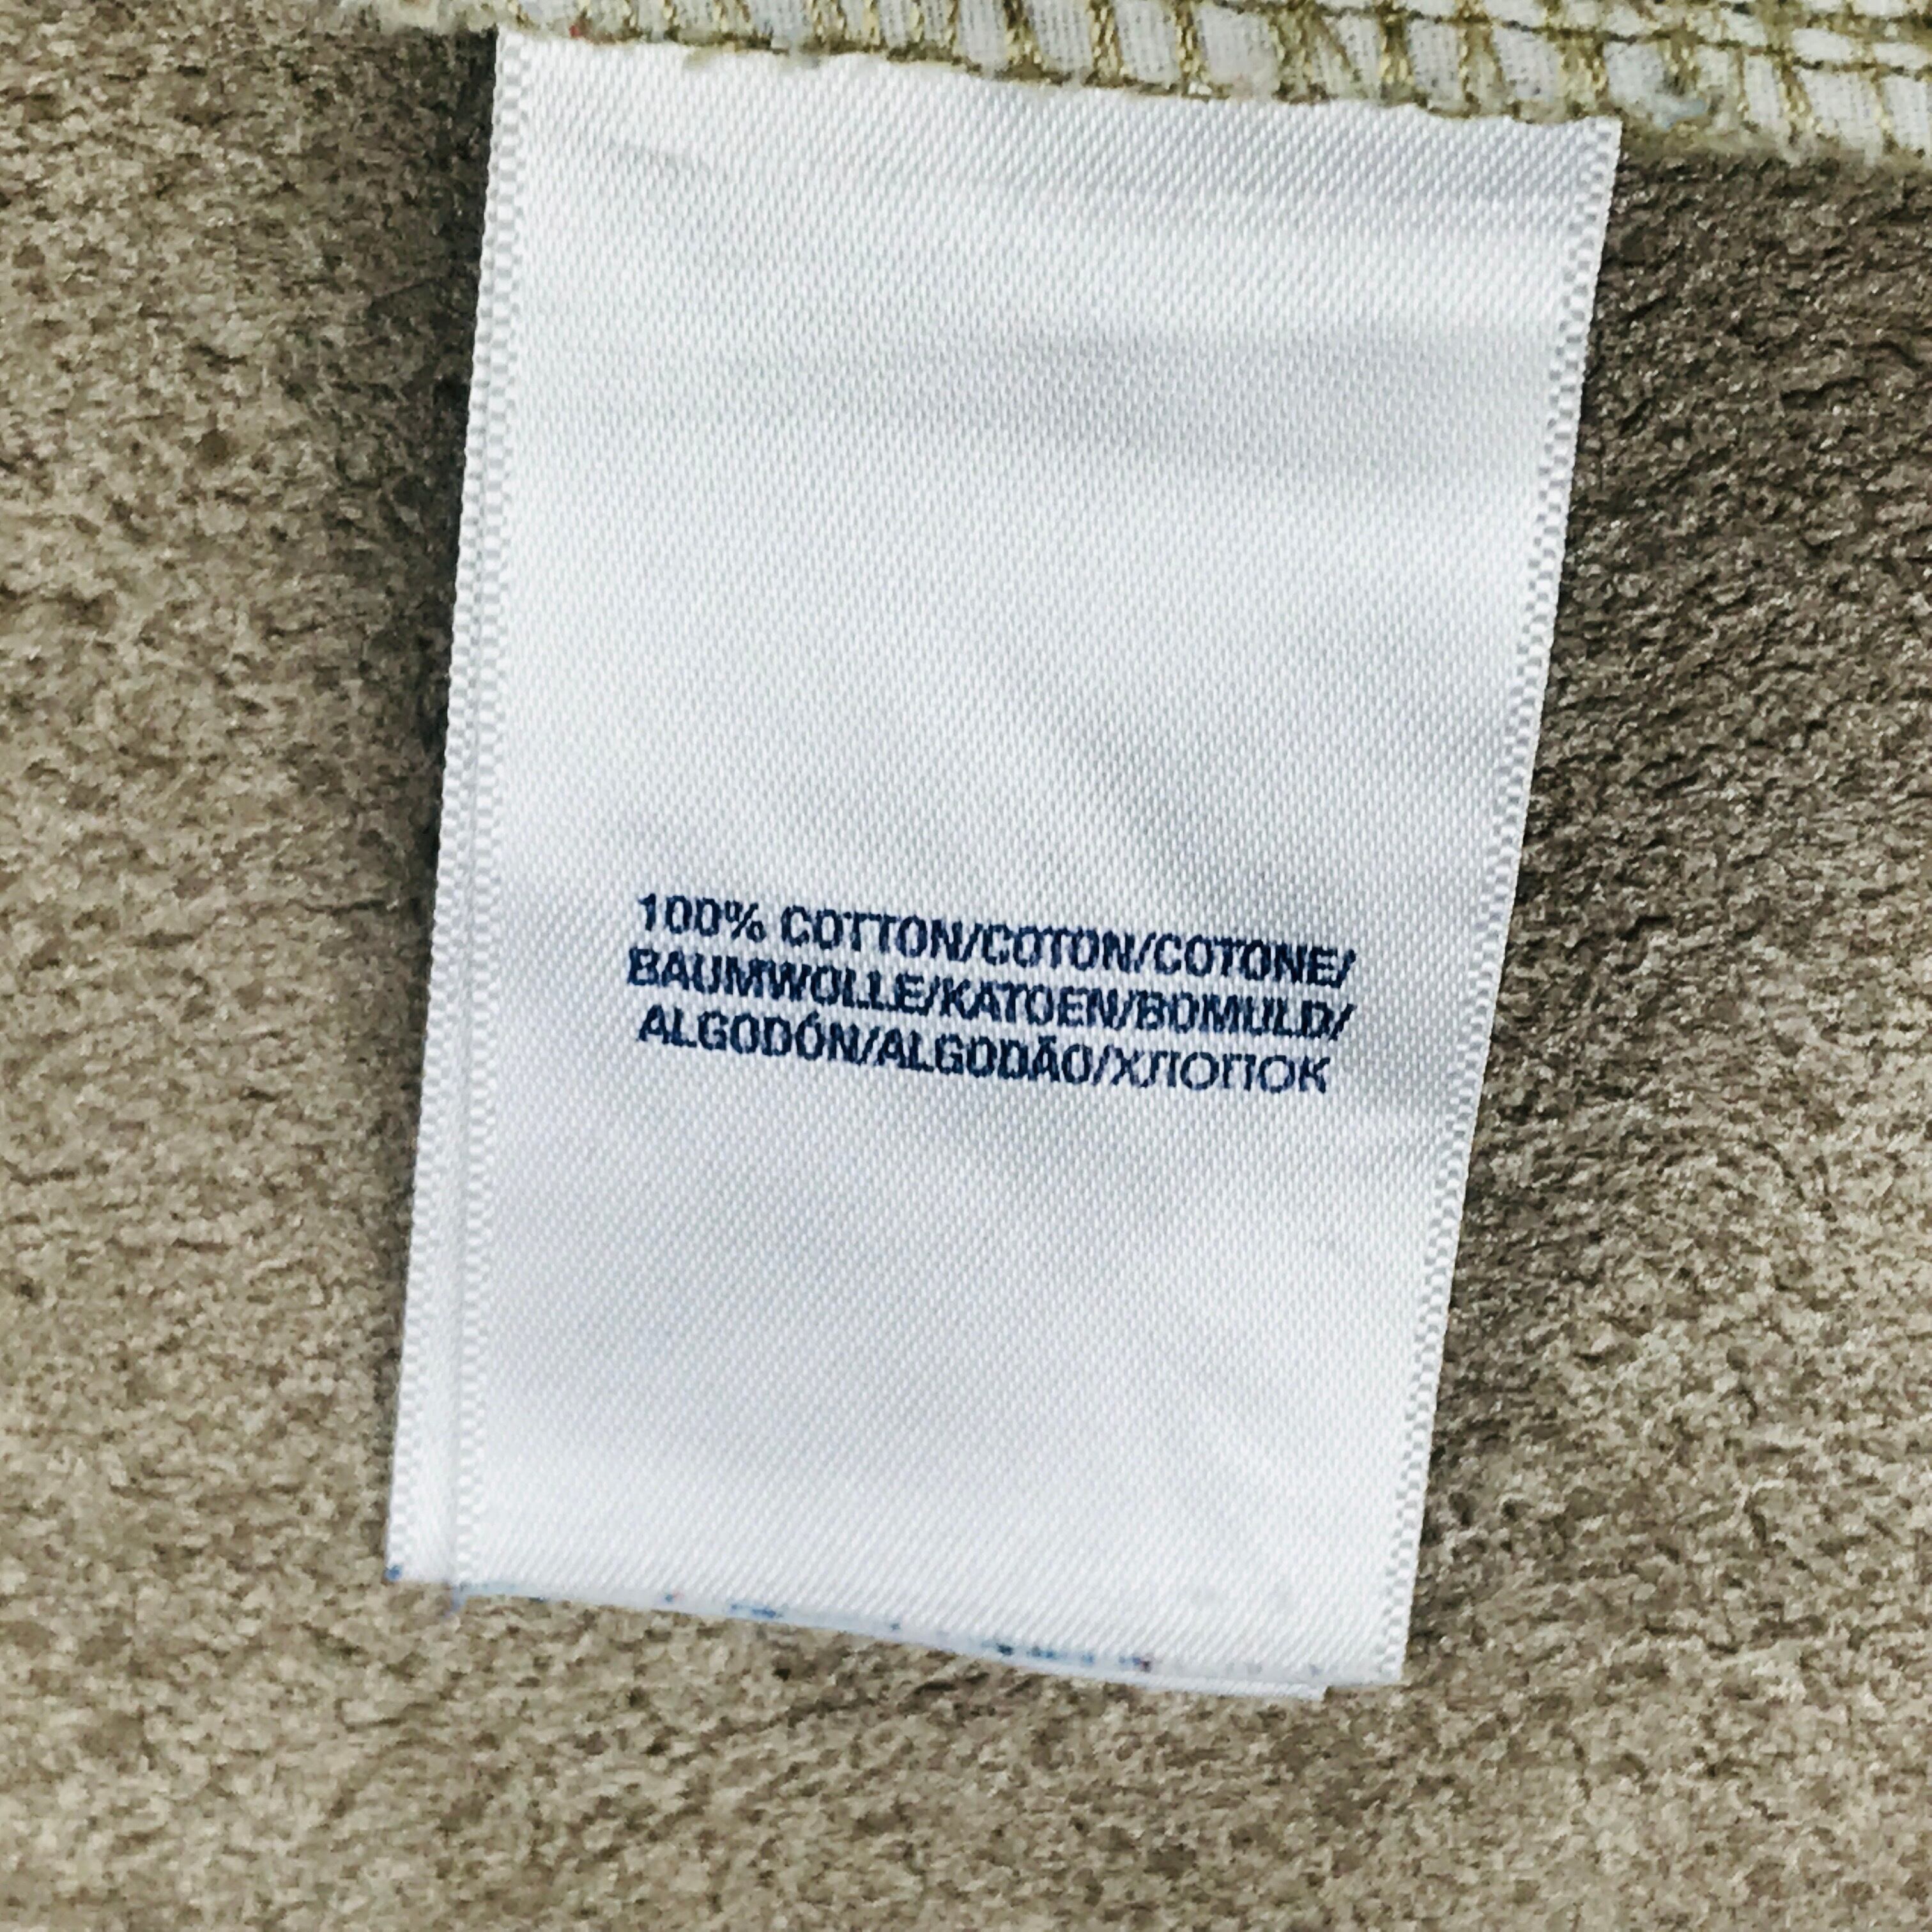 100% COTTON/COTON/COTONE/
BAUMWOLLE/KATOEN/BOMULD/
ALGODÓN/ALGODÃO/ХЛОПОК